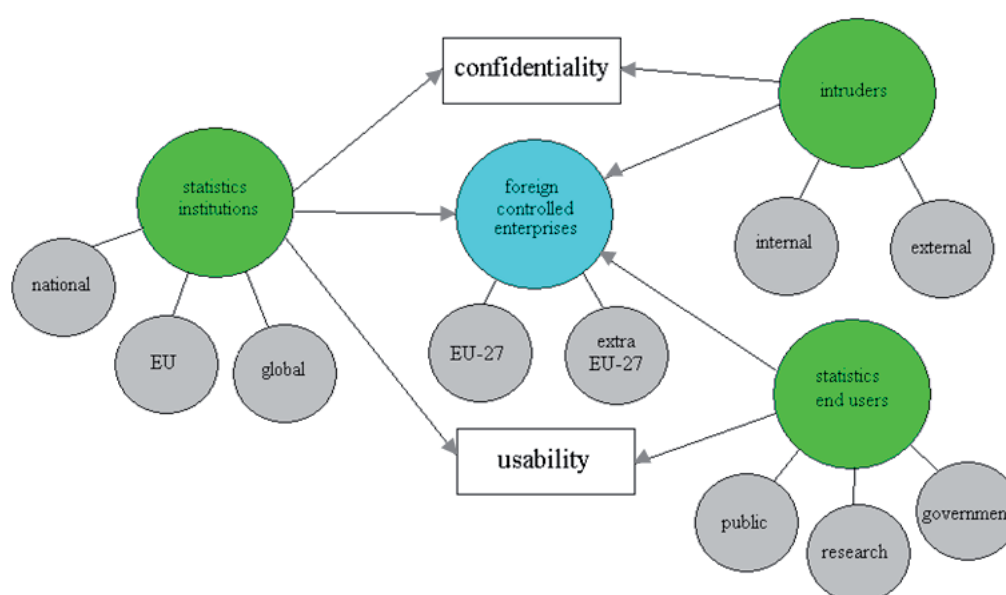 confidentiality
intruders
statistics
institutions
foreign
controlled
enterprises
internal
external
national
EU
global
EU-27
extra
EU-27
statistics
end users
usability
public
research
government